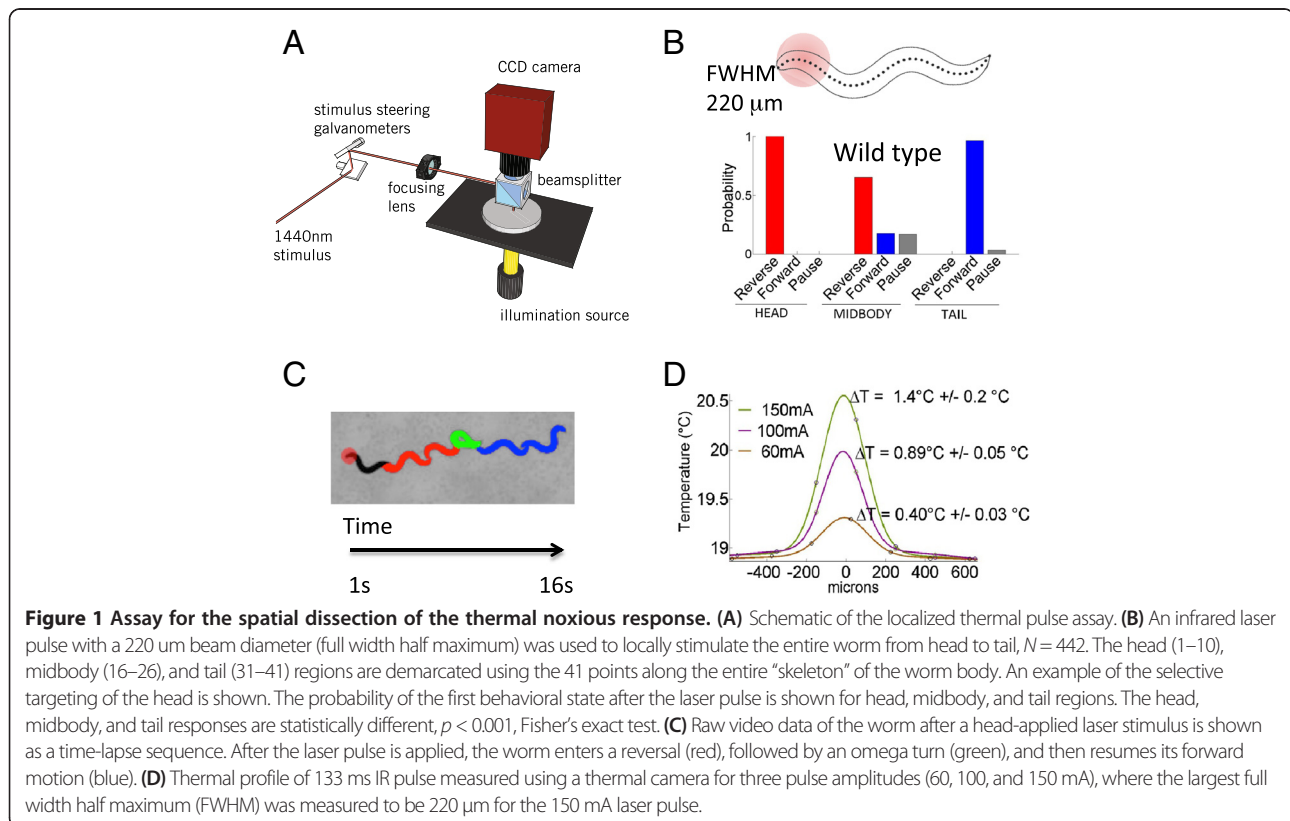 A
CCD camera
stimulus steering
galvanometers
focusing
lens
beamsplitter
1440nm
stimulus
illumination source
B
FWHM
220 μm
Wild type
Probability
1
0.5
0
Reverse
Forward
Pause
Reverse
Forward
Pause
Reverse
Forward
Pause
HEAD
MIDBODY
TAIL
C
Time
1s
16s
D
Temperature (°C)
20.5
20
19.5
19
150mA
100mA
60mA
ΔT = 1.4°C +/- 0.2 °C
ΔT = 0.89°C +/- 0.05 °C
ΔT = 0.40°C +/- 0.03 °C
-400
-200
0
200
400
600
microns
Figure 1 Assay for the spatial dissection of the thermal noxious response. (A) Schematic of the localized thermal pulse assay. (B) An infrared laser
pulse with a 220 um beam diameter (full width half maximum) was used to locally stimulate the entire worm from head to tail, N = 442. The head (1–10),
midbody (16–26), and tail (31–41) regions are demarcated using the 41 points along the entire “skeleton” of the worm body. An example of the selective
targeting of the head is shown. The probability of the first behavioral state after the laser pulse is shown for head, midbody, and tail regions. The head,
midbody, and tail responses are statistically different, p < 0.001, Fisher’s exact test. (C) Raw video data of the worm after a head-applied laser stimulus is shown
as a time-lapse sequence. After the laser pulse is applied, the worm enters a reversal (red), followed by an omega turn (green), and then resumes its forward
motion (blue). (D) Thermal profile of 133 ms IR pulse measured using a thermal camera for three pulse amplitudes (60, 100, and 150 mA), where the largest full
width half maximum (FWHM) was measured to be 220 μm for the 150 mA laser pulse.